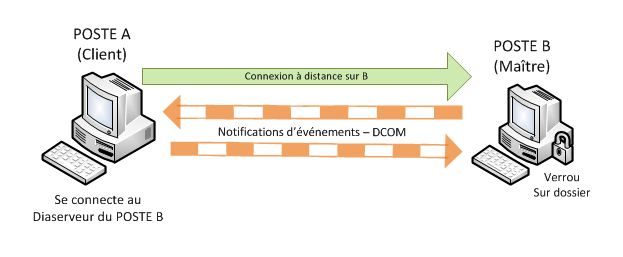 POSTE A
(Client)
POSTE B
(Maître)
Connexion à distance sur B
Notifications d'événements – DCOM
Se connecte au
Diaserveur du POSTE B
Verrou
Sur dossier